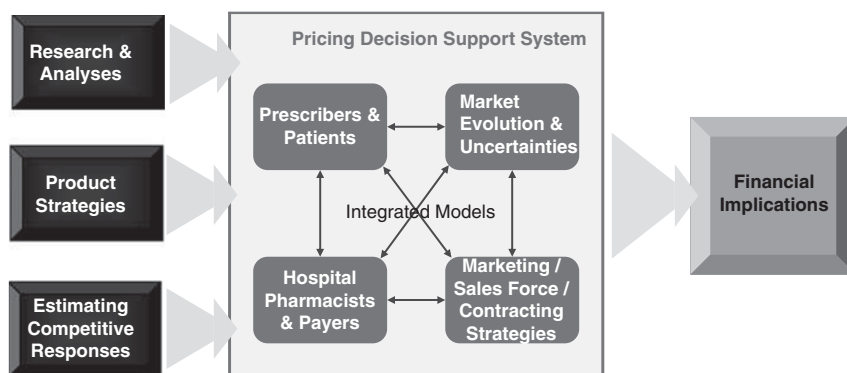 Research &
Analyses
Product
Strategies
Estimating
Competitive
Responses
Pricing Decision Support System
Prescribers &
Patients
Market
Evolution &
Uncertainties
Integrated Models
Hospital
Pharmacists
& Payers
Marketing /
Sales Force /
Contracting
Strategies
Financial
Implications